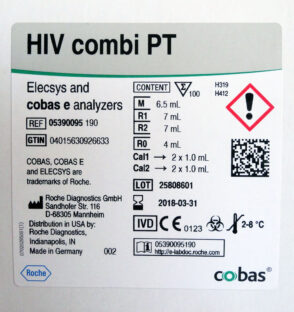 HIV combi PT
Elecsys and
cobas e analyzers
REF 05390095 190
GTIN 04015630926633
COBAS, COBAS E
and ELECSYS are
trademarks of Roche.
Roche Diagnostics GmbH
Sandhofer Str. 116
D-68305 Mannheim
Distribution in USA by:
Roche Diagnostics,
Indianapolis, IN
Made in Germany 002
Roche
CONTENT Σ 100
M 6.5 mL
R1 7 mL
R2 7 mL
R0 4 mL
Cal1 → 2 x 1.0 mL
Cal2 → 2 x 1.0 mL
LOT 25808601
2018-03-31
IVD CE 0123 2-8 °C
i 05390095190
http://e-labdoc.roche.com
H319
H412
cobas®